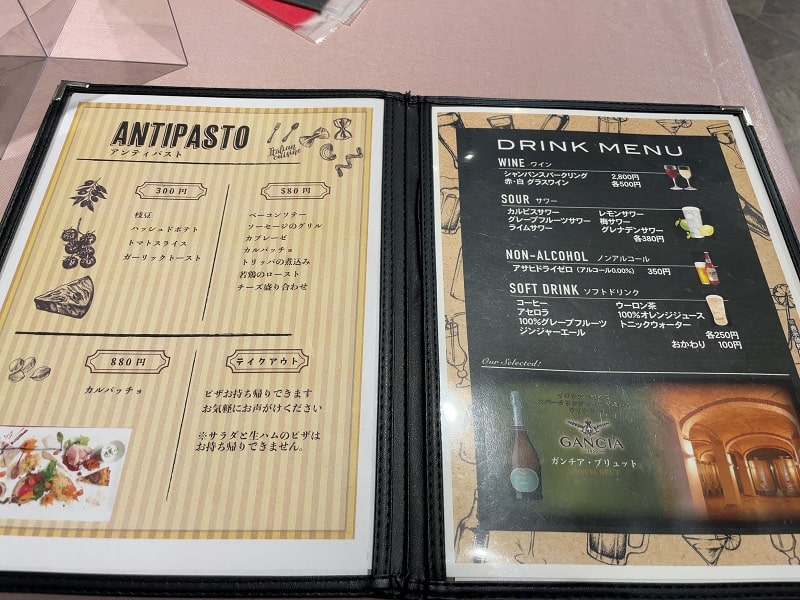 ANTIPASTO
アンティパスト
Italian
cuisine
300円
枝豆
ハッシュドポテト
トマトスライス
ガーリックトースト
580円
ベーコンソテー
ソーセージのグリル
カプレーゼ
カルパッチョ
トリッパの煮込み
若鶏のロースト
チーズ盛り合わせ
880円
カルパッチョ
テイクアウト
ピザお持ち帰りできます
お気軽にお声がけください
※サラダと生ハムのピザは
お持ち帰りできません。
DRINK MENU
WINE ワイン
シャンパンスパークリング 2,800円
赤・白 グラスワイン 各500円
SOUR サワー
カルピスサワー レモンサワー
グレープフルーツサワー 梅サワー
ライムサワー グレナデンサワー
各380円
NON-ALCOHOL ノンアルコール
アサヒドライゼロ（アルコール0.00%） 350円
SOFT DRINK ソフトドリンク
コーヒー ウーロン茶
アセロラ 100%オレンジジュース
100%グレープフルーツ トニックウォーター
ジンジャーエール 各250円
おかわり 100円
Our Selected!
GANCIA
ガンチア・ブリュット
GANCIA BRUT